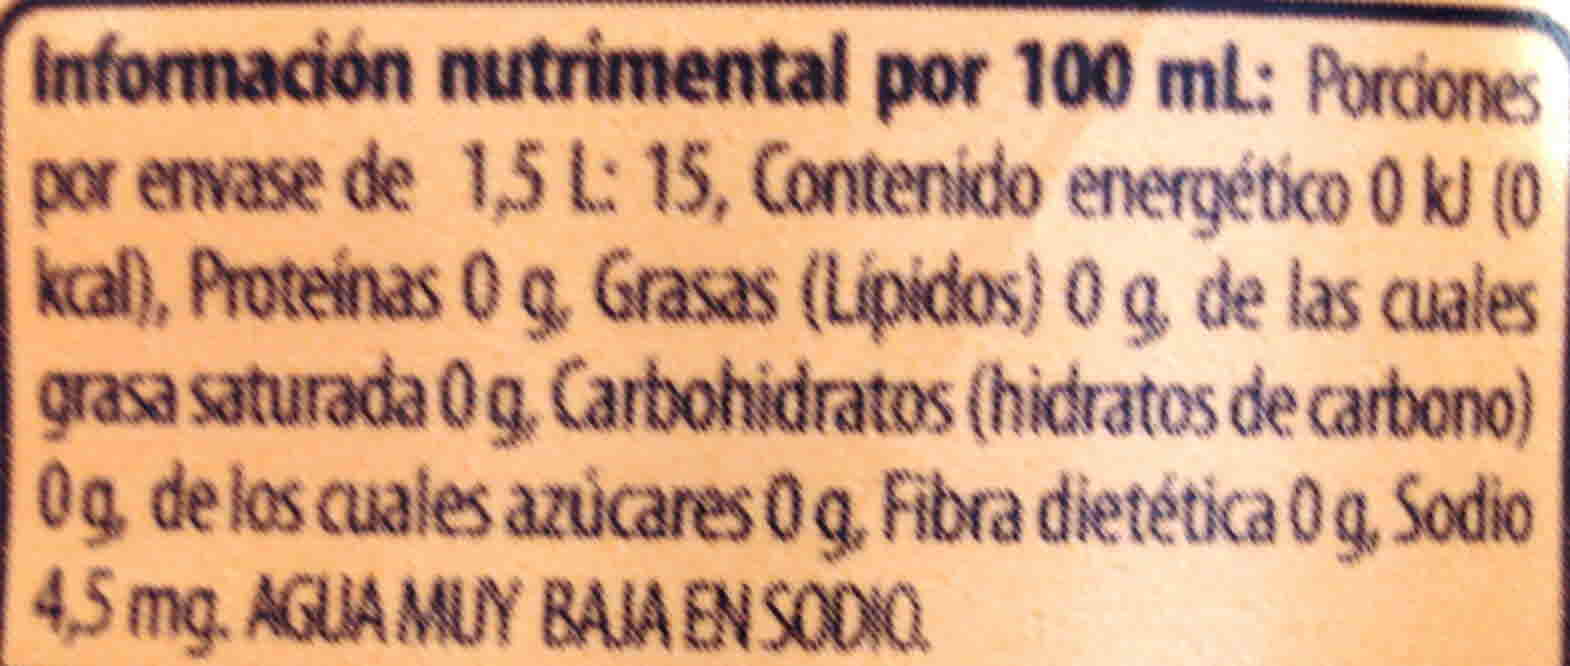 Información nutrimental por 100 mL: Porciones
por envase de 1,5 L: 15, Contenido energético 0 kJ (0
kcal), Proteínas 0 g, Grasas (Lípidos) 0 g, de las cuales
grasa saturada 0 g, Carbohidratos (hidratos de carbono)
0 g, de los cuales azúcares 0 g, Fibra dietética 0 g, Sodio
4,5 mg. AGUA MUY BAJA EN SODIO.